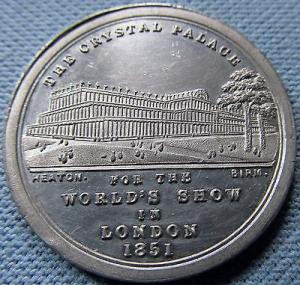 THE CRYSTAL PALACE
HEATON. BIRM.
FOR THE
WORLD'S SHOW
IN
LONDON
1851